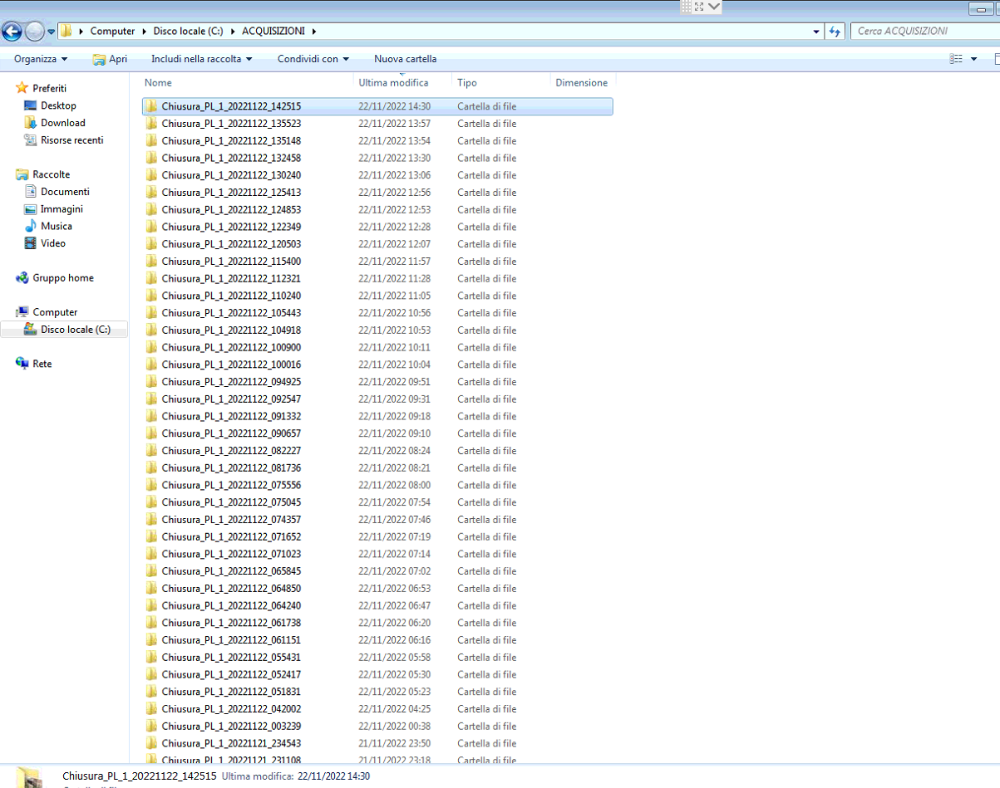 Computer Disco locale (C:) ACQUISIZIONI Cerca ACQUISIZIONI
Organizza Apri Includi nella raccolta Condividi con Nuova cartella
Preferiti
Desktop
Download
Risorse recenti
Raccolte
Documenti
Immagini
Musica
Video
Gruppo home
Computer
Disco locale (C:)
Rete
Nome Ultima modifica Tipo Dimensione
Chiusura_PL_1_20221122_142515 22/11/2022 14:30 Cartella di file
Chiusura_PL_1_20221122_135523 22/11/2022 13:57 Cartella di file
Chiusura_PL_1_20221122_135148 22/11/2022 13:54 Cartella di file
Chiusura_PL_1_20221122_132458 22/11/2022 13:30 Cartella di file
Chiusura_PL_1_20221122_130240 22/11/2022 13:06 Cartella di file
Chiusura_PL_1_20221122_125413 22/11/2022 12:56 Cartella di file
Chiusura_PL_1_20221122_124853 22/11/2022 12:53 Cartella di file
Chiusura_PL_1_20221122_122349 22/11/2022 12:28 Cartella di file
Chiusura_PL_1_20221122_120503 22/11/2022 12:07 Cartella di file
Chiusura_PL_1_20221122_115400 22/11/2022 11:57 Cartella di file
Chiusura_PL_1_20221122_112321 22/11/2022 11:28 Cartella di file
Chiusura_PL_1_20221122_110240 22/11/2022 11:05 Cartella di file
Chiusura_PL_1_20221122_105443 22/11/2022 10:56 Cartella di file
Chiusura_PL_1_20221122_104918 22/11/2022 10:53 Cartella di file
Chiusura_PL_1_20221122_100900 22/11/2022 10:11 Cartella di file
Chiusura_PL_1_20221122_100016 22/11/2022 10:04 Cartella di file
Chiusura_PL_1_20221122_094925 22/11/2022 09:51 Cartella di file
Chiusura_PL_1_20221122_092547 22/11/2022 09:31 Cartella di file
Chiusura_PL_1_20221122_091332 22/11/2022 09:18 Cartella di file
Chiusura_PL_1_20221122_090657 22/11/2022 09:10 Cartella di file
Chiusura_PL_1_20221122_082227 22/11/2022 08:24 Cartella di file
Chiusura_PL_1_20221122_081736 22/11/2022 08:21 Cartella di file
Chiusura_PL_1_20221122_075556 22/11/2022 08:00 Cartella di file
Chiusura_PL_1_20221122_075045 22/11/2022 07:54 Cartella di file
Chiusura_PL_1_20221122_074357 22/11/2022 07:46 Cartella di file
Chiusura_PL_1_20221122_071652 22/11/2022 07:19 Cartella di file
Chiusura_PL_1_20221122_071023 22/11/2022 07:14 Cartella di file
Chiusura_PL_1_20221122_065845 22/11/2022 07:02 Cartella di file
Chiusura_PL_1_20221122_064850 22/11/2022 06:53 Cartella di file
Chiusura_PL_1_20221122_064240 22/11/2022 06:47 Cartella di file
Chiusura_PL_1_20221122_061738 22/11/2022 06:20 Cartella di file
Chiusura_PL_1_20221122_061151 22/11/2022 06:16 Cartella di file
Chiusura_PL_1_20221122_055431 22/11/2022 05:58 Cartella di file
Chiusura_PL_1_20221122_052417 22/11/2022 05:30 Cartella di file
Chiusura_PL_1_20221122_051831 22/11/2022 05:23 Cartella di file
Chiusura_PL_1_20221122_042002 22/11/2022 04:25 Cartella di file
Chiusura_PL_1_20221122_003239 22/11/2022 00:38 Cartella di file
Chiusura_PL_1_20221121_234543 21/11/2022 23:50 Cartella di file
Chiusura_PL_1_20221121_231108 21/11/2022 23:18 Cartella di file
Chiusura_PL_1_20221122_142515 Ultima modifica: 22/11/2022 14:30